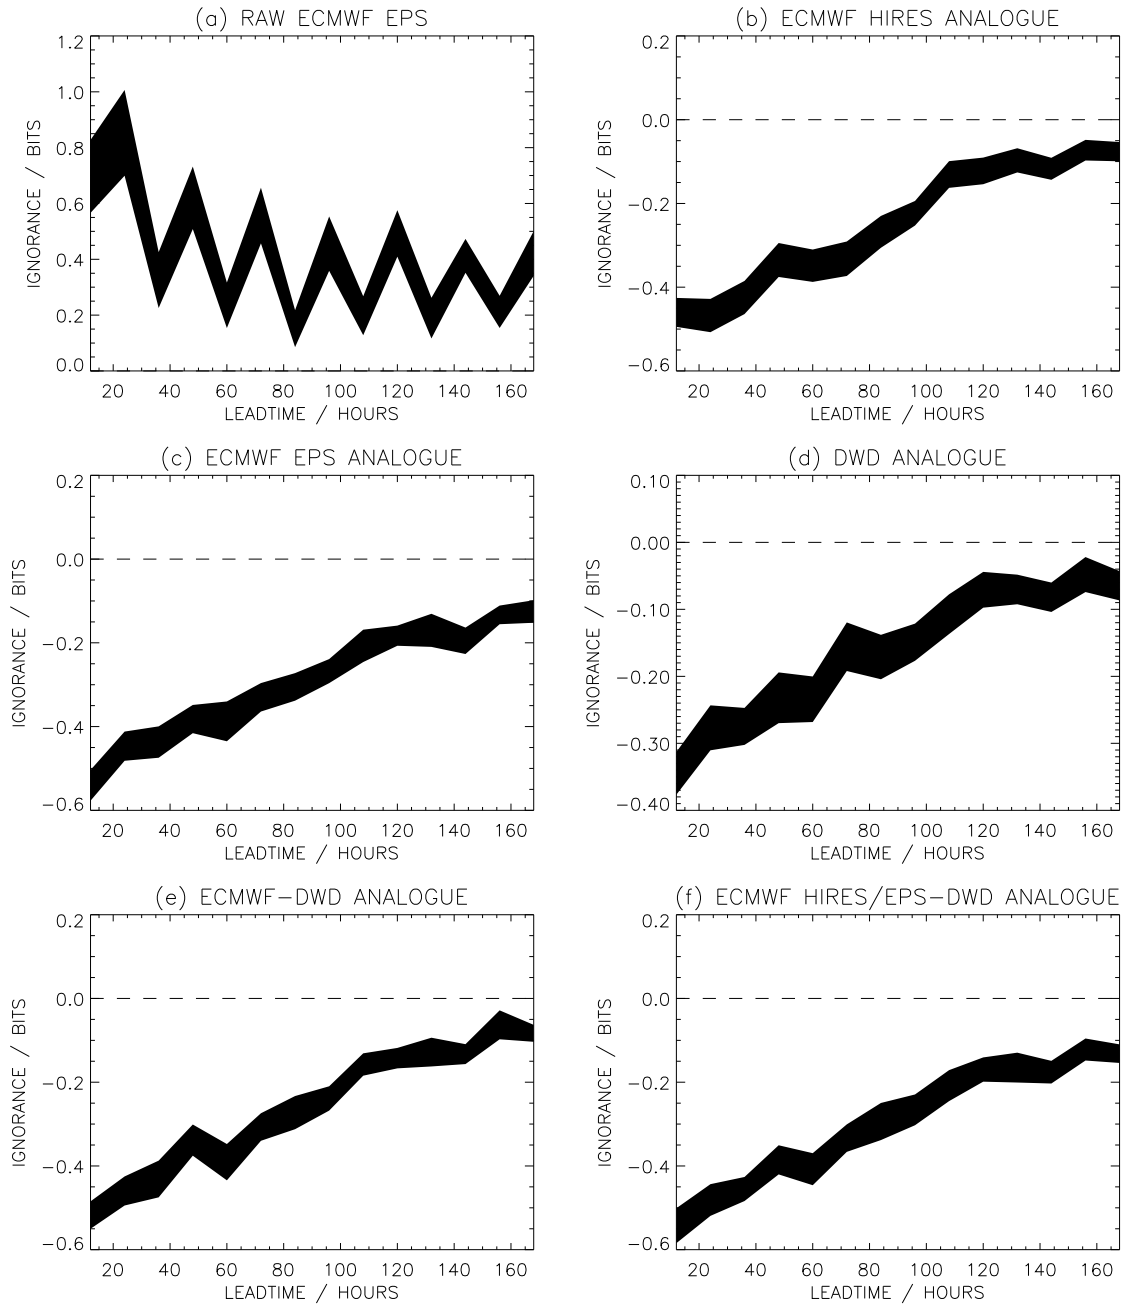 (a) RAW ECMWF EPS
1.2
1.0
0.8
0.6
0.4
0.2
0.0
IGNORANCE / BITS
20 40 60 80 100 120 140 160
LEADTIME / HOURS
(b) ECMWF HIRES ANALOGUE
0.2
0.0
−0.2
−0.4
−0.6
IGNORANCE / BITS
20 40 60 80 100 120 140 160
LEADTIME / HOURS
(c) ECMWF EPS ANALOGUE
0.2
0.0
−0.2
−0.4
−0.6
IGNORANCE / BITS
20 40 60 80 100 120 140 160
LEADTIME / HOURS
(d) DWD ANALOGUE
0.10
0.00
−0.10
−0.20
−0.30
−0.40
IGNORANCE / BITS
20 40 60 80 100 120 140 160
LEADTIME / HOURS
(e) ECMWF−DWD ANALOGUE
0.2
0.0
−0.2
−0.4
−0.6
IGNORANCE / BITS
20 40 60 80 100 120 140 160
LEADTIME / HOURS
(f) ECMWF HIRES/EPS−DWD ANALOGUE
0.2
0.0
−0.2
−0.4
−0.6
IGNORANCE / BITS
20 40 60 80 100 120 140 160
LEADTIME / HOURS